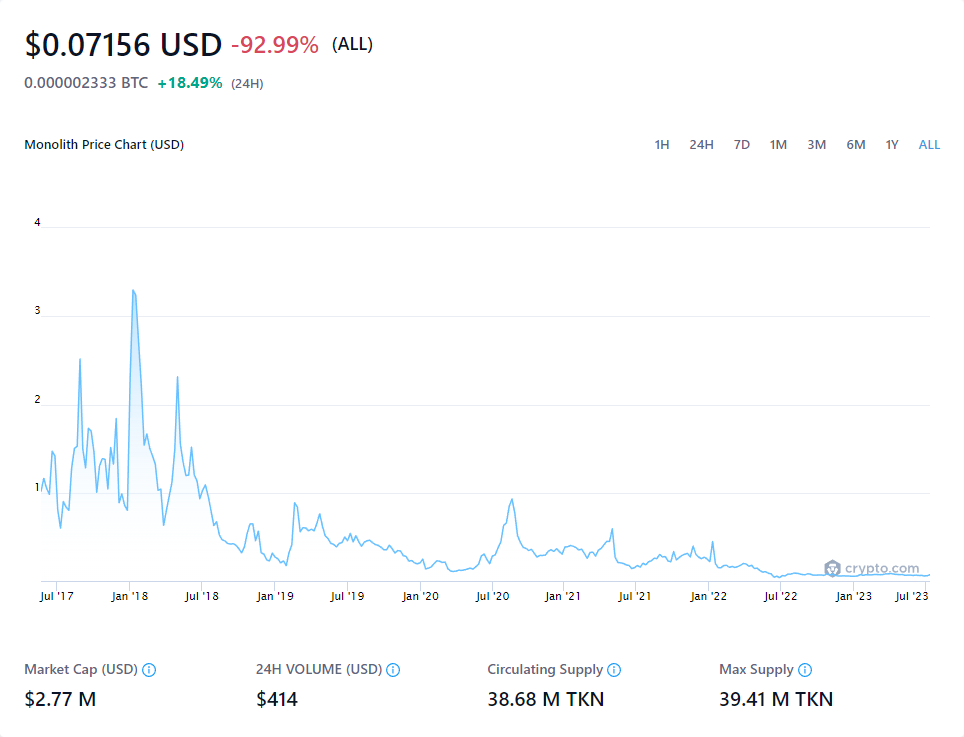 $0.07156 USD -92.99% (ALL)
0.000002333 BTC +18.49% (24H)
Monolith Price Chart (USD) 1H 24H 7D 1M 3M 6M 1Y ALL
4
3
2
1
crypto.com
Jul '17 Jan '18 Jul '18 Jan '19 Jul '19 Jan '20 Jul '20 Jan '21 Jul '21 Jan '22 Jul '22 Jan '23 Jul '23
Market Cap (USD) 24H VOLUME (USD) Circulating Supply Max Supply
$2.77 M $414 38.68 M TKN 39.41 M TKN